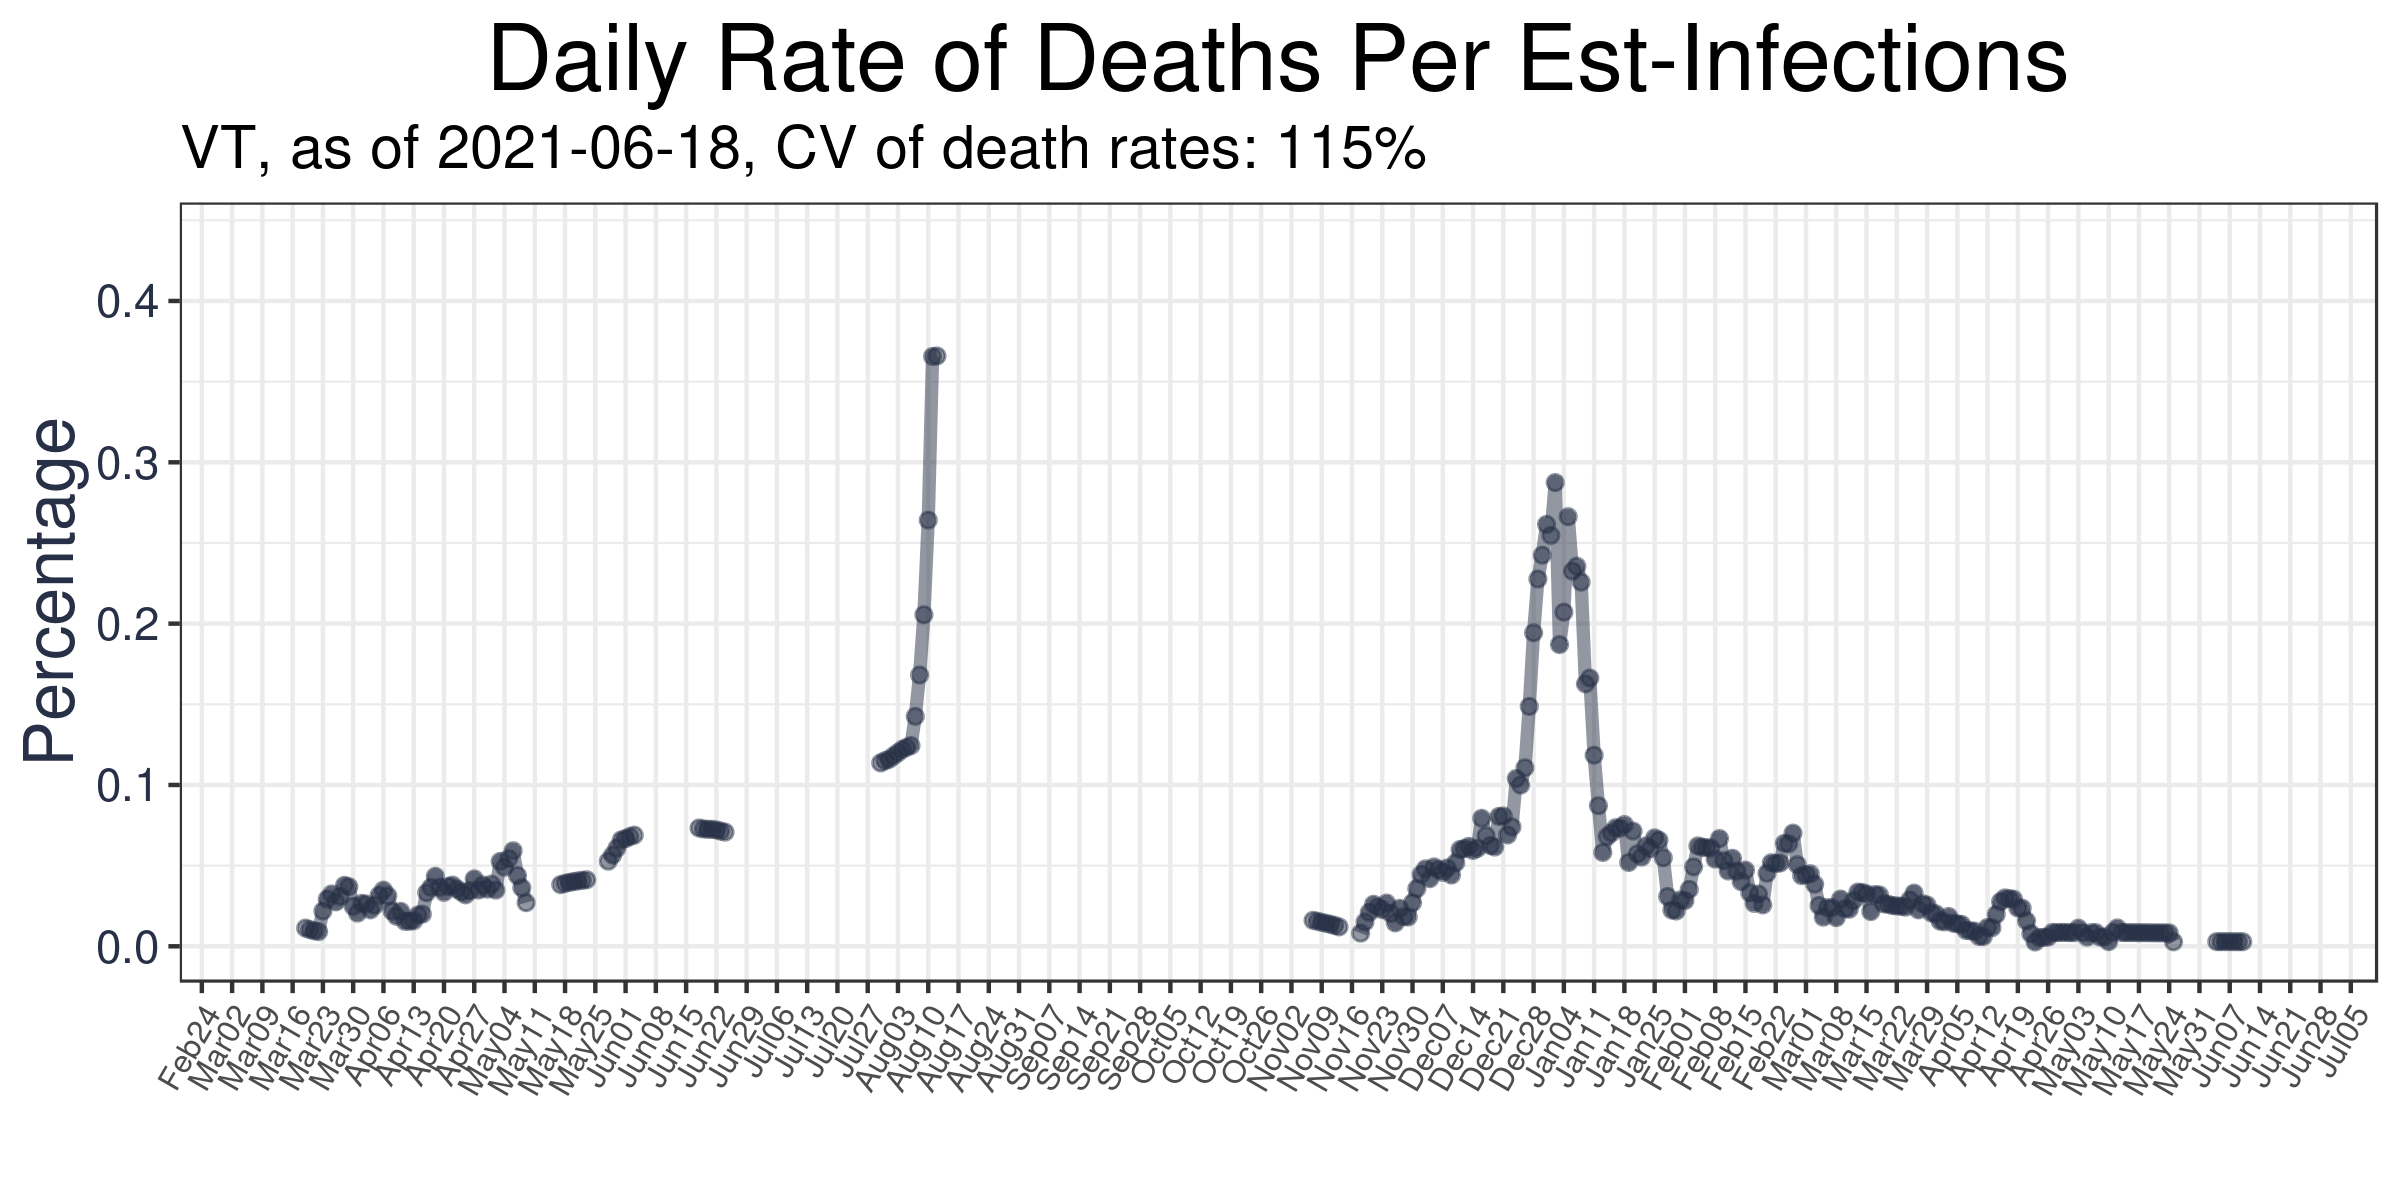 Daily Rate of Deaths Per Est-Infections
VT, as of 2021-06-18, CV of death rates: 115%
Percentage
0.4
0.3
0.2
0.1
0.0
Feb24
Mar02
Mar09
Mar16
Mar23
Mar30
Apr06
Apr13
Apr20
Apr27
May04
May11
May18
May25
Jun01
Jun08
Jun15
Jun22
Jun29
Jul06
Jul13
Jul20
Jul27
Aug03
Aug10
Aug17
Aug24
Aug31
Sep07
Sep14
Sep21
Sep28
Oct05
Oct12
Oct19
Oct26
Nov02
Nov09
Nov16
Nov23
Nov30
Dec07
Dec14
Dec21
Dec28
Jan04
Jan11
Jan18
Jan25
Feb01
Feb08
Feb15
Feb22
Mar01
Mar08
Mar15
Mar22
Mar29
Apr05
Apr12
Apr19
Apr26
May03
May10
May17
May24
May31
Jun07
Jun14
Jun21
Jun28
Jul05